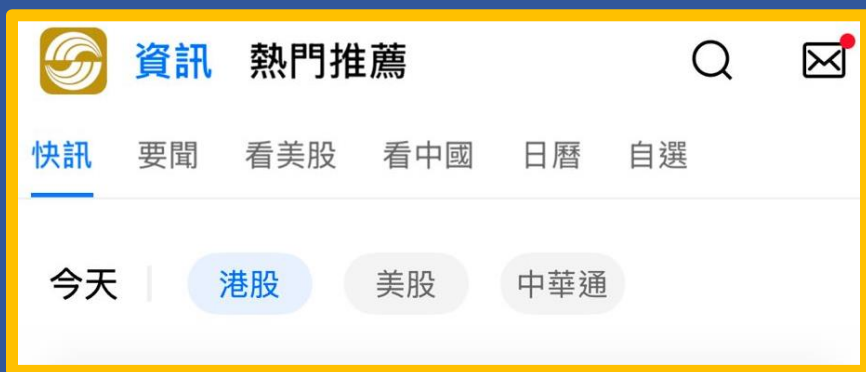 資訊 熱門推薦
快訊 要聞 看美股 看中國 日曆 自選
今天 港股 美股 中華通